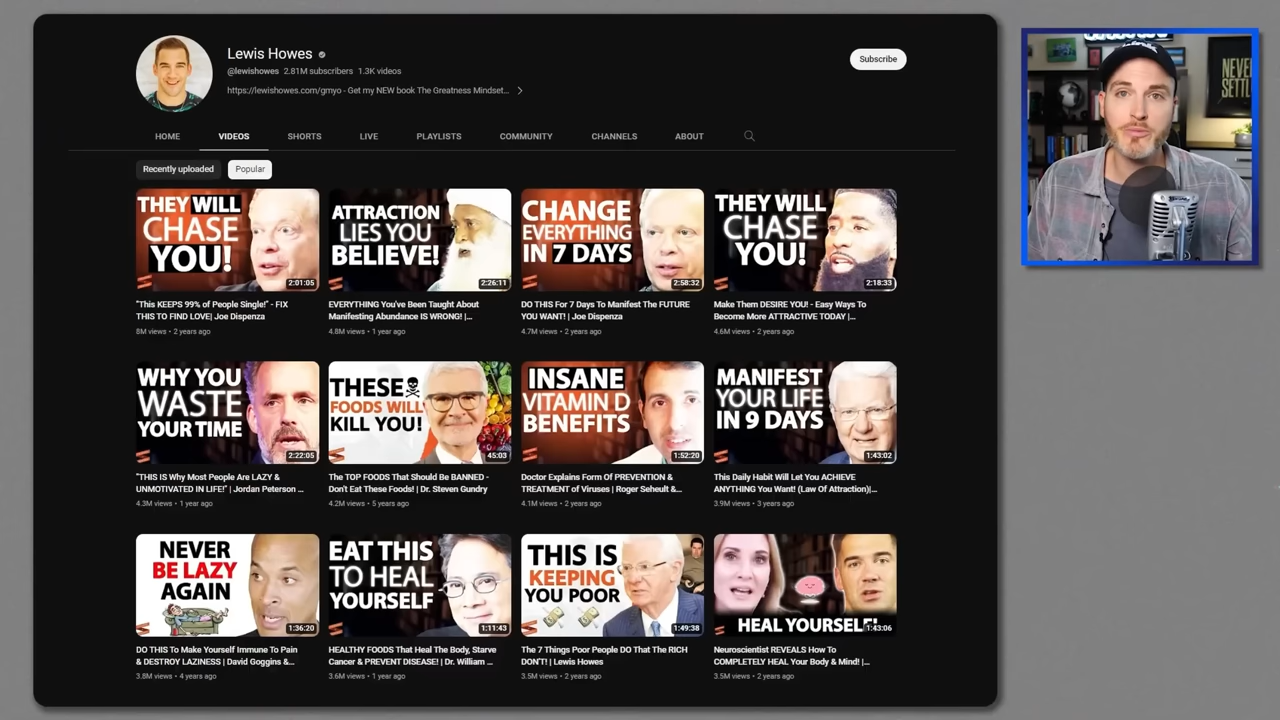 Lewis Howes
@lewishowes 2.81M subscribers 1.3K videos
https://lewishowes.com/gmyo - Get my NEW book The Greatness Mindset...
Subscribe
HOME
VIDEOS
SHORTS
LIVE
PLAYLISTS
COMMUNITY
CHANNELS
ABOUT
Recently uploaded
Popular
THEY WILL
CHASE
YOU!
2:01:05
"This KEEPS 99% of People Single!" - FIX
THIS TO FIND LOVE| Joe Dispenza
8M views • 2 years ago
ATTRACTION
LIES YOU
BELIEVE!
2:26:11
EVERYTHING You've Been Taught About
Manifesting Abundance IS WRONG! |...
4.8M views • 1 year ago
CHANGE
EVERYTHING
IN 7 DAYS
2:58:32
DO THIS For 7 Days To Manifest The FUTURE
YOU WANT! | Joe Dispenza
4.7M views • 2 years ago
THEY WILL
CHASE
YOU!
2:18:33
Make Them DESIRE YOU! - Easy Ways To
Become More ATTRACTIVE TODAY |...
4.6M views • 2 years ago
WHY YOU
WASTE
YOUR TIME
2:22:05
"THIS IS Why Most People Are LAZY &
UNMOTIVATED IN LIFE!" | Jordan Peterson ...
4.3M views • 1 year ago
THESE
FOODS WILL
KILL YOU!
45:03
The TOP FOODS That Should Be BANNED -
Don't Eat These Foods! | Dr. Steven Gundry
4.2M views • 5 years ago
INSANE
VITAMIN D
BENEFITS
1:52:20
Doctor Explains Form Of PREVENTION &
TREATMENT of Viruses | Roger Seheult &...
4.1M views • 2 years ago
MANIFEST
YOUR LIFE
IN 9 DAYS
1:43:02
This Daily Habit Will Let You ACHIEVE
ANYTHING You Want! (Law Of Attraction)|...
3.9M views • 3 years ago
NEVER
BE LAZY
AGAIN
1:36:20
DO THIS To Make Yourself Immune To Pain
& DESTROY LAZINESS | David Goggins &...
3.8M views • 4 years ago
EAT THIS
TO HEAL
YOURSELF
1:11:43
HEALTHY FOODS That Heal The Body, Starve
Cancer & PREVENT DISEASE! | Dr. William ...
3.6M views • 1 year ago
THIS IS
KEEPING
YOU POOR
1:49:38
The 7 Things Poor People DO That The RICH
DON'T! | Lewis Howes
3.5M views • 2 years ago
HEAL YOURSELF!
1:43:06
Neuroscientist REVEALS How To
COMPLETELY HEAL Your Body & Mind! |...
3.5M views • 2 years ago
NEVER
SETTL